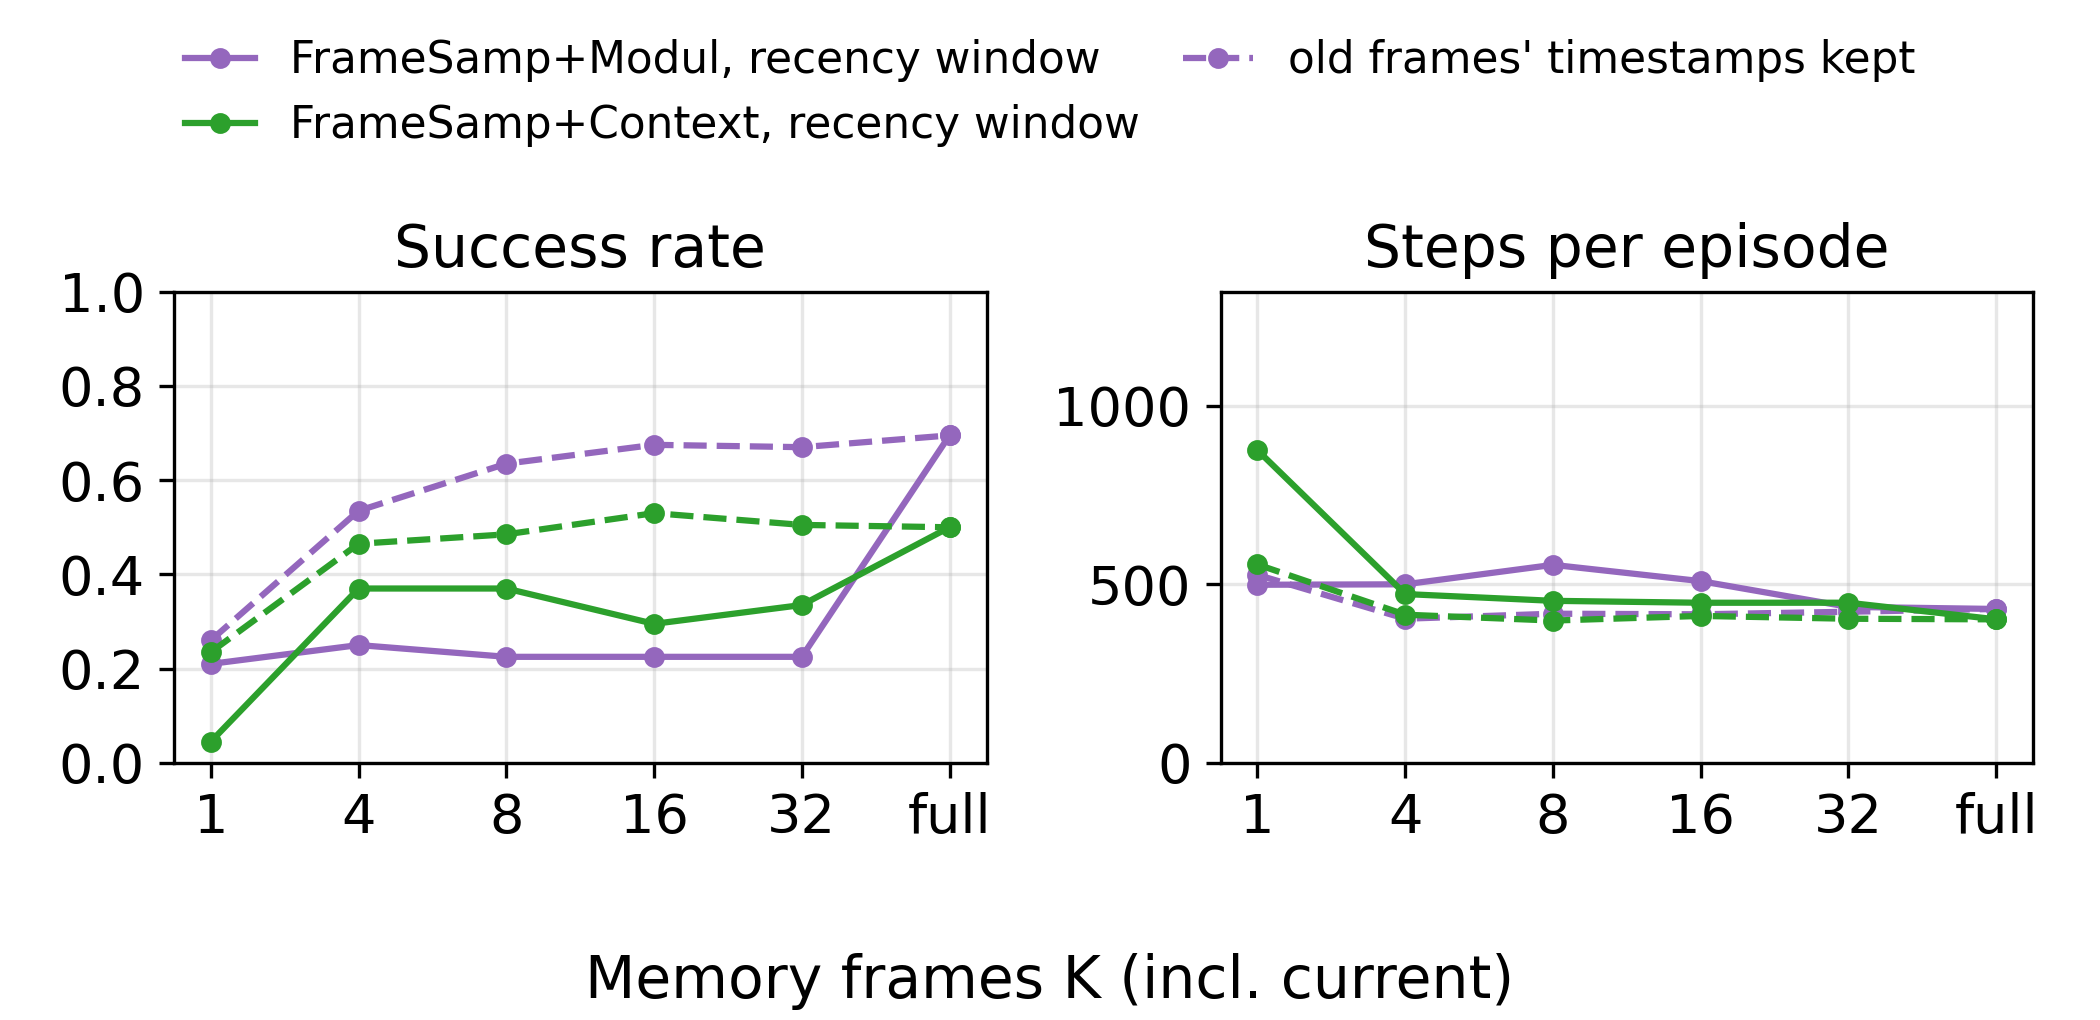 FrameSamp+Modul, recency window
FrameSamp+Context, recency window
old frames' timestamps kept
Success rate
1.0
0.8
0.6
0.4
0.2
0.0
1 4 8 16 32 full
Steps per episode
1000
500
0
1 4 8 16 32 full
Memory frames K (incl. current)